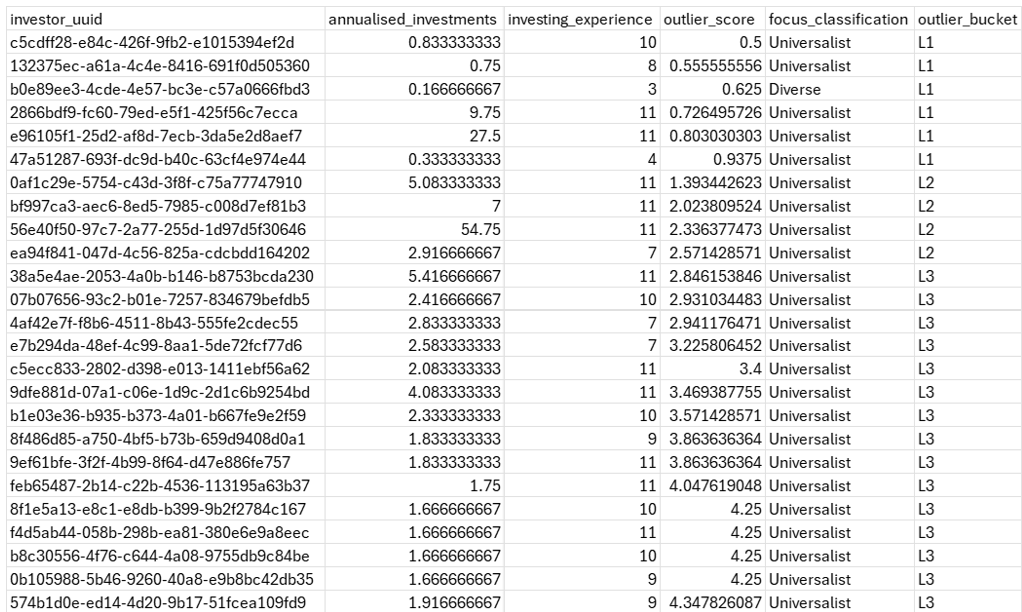 investor_uuid annualised_investments investing_experience outlier_score focus_classification outlier_bucket
c5cdff28-e84c-426f-9fb2-e1015394ef2d 0.833333333 10 0.5 Universalist L1
132375ec-a61a-4c4e-8416-691f0d505360 0.75 8 0.555555556 Universalist L1
b0e89ee3-4cde-4e57-bc3e-c57a0666fbd3 0.166666667 3 0.625 Diverse L1
2866bdf9-fc60-79ed-e5f1-425f56c7ecca 9.75 11 0.726495726 Universalist L1
e96105f1-25d2-af8d-7ecb-3da5e2d8aef7 27.5 11 0.803030303 Universalist L1
47a51287-693f-dc9d-b40c-63cf4e974e44 0.333333333 4 0.9375 Universalist L1
0af1c29e-5754-c43d-3f8f-c75a77747910 5.083333333 11 1.393442623 Universalist L2
bf997ca3-aec6-8ed5-7985-c008d7ef81b3 7 11 2.023809524 Universalist L2
56e40f50-97c7-2a77-255d-1d97d5f30646 54.75 11 2.336377473 Universalist L2
ea94f841-047d-4c56-825a-cdcbdd164202 2.916666667 7 2.571428571 Universalist L2
38a5e4ae-2053-4a0b-b146-b8753bcda230 5.416666667 11 2.846153846 Universalist L3
07b07656-93c2-b01e-7257-834679befdb5 2.416666667 10 2.931034483 Universalist L3
4af42e7f-f8b6-4511-8b43-555fe2cdec55 2.833333333 7 2.941176471 Universalist L3
e7b294da-48ef-4c99-8aa1-5de72fcf77d6 2.583333333 7 3.225806452 Universalist L3
c5ecc833-2802-d398-e013-1411ebf56a62 2.083333333 11 3.4 Universalist L3
9dfe881d-07a1-c06e-1d9c-2d1c6b9254bd 4.083333333 11 3.469387755 Universalist L3
b1e03e36-b935-b373-4a01-b667fe9e2f59 2.333333333 10 3.571428571 Universalist L3
8f486d85-a750-4bf5-b73b-659d9408d0a1 1.833333333 9 3.863636364 Universalist L3
9ef61bfe-3f2f-4b99-8f64-d47e886fe757 1.833333333 11 3.863636364 Universalist L3
feb65487-2b14-c22b-4536-113195a63b37 1.75 11 4.047619048 Universalist L3
8f1e5a13-e8c1-e8db-b399-9b2f2784c167 1.666666667 10 4.25 Universalist L3
f4d5ab44-058b-298b-ea81-380e6e9a8eec 1.666666667 11 4.25 Universalist L3
b8c30556-4f76-c644-4a08-9755db9c84be 1.666666667 10 4.25 Universalist L3
0b105988-5b46-9260-40a8-e9b8bc42db35 1.666666667 9 4.25 Universalist L3
574b1d0e-ed14-4d20-9b17-51fcea109fd9 1.916666667 9 4.347826087 Universalist L3